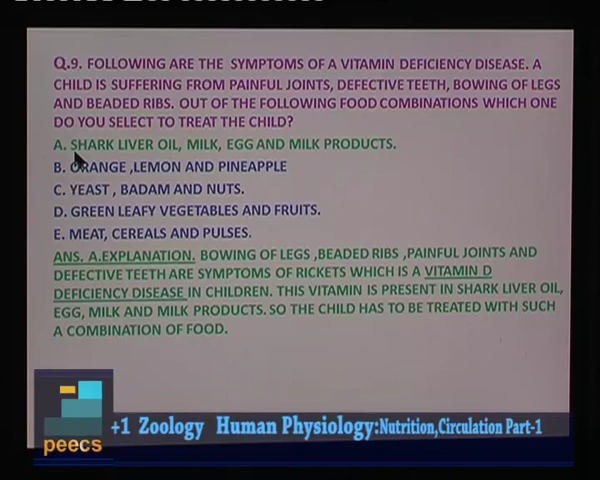 Q.9. FOLLOWING ARE THE SYMPTOMS OF A VITAMIN DEFICIENCY DISEASE. A
CHILD IS SUFFERING FROM PAINFUL JOINTS, DEFECTIVE TEETH, BOWING OF LEGS
AND BEADED RIBS. OUT OF THE FOLLOWING FOOD COMBINATIONS WHICH ONE
DO YOU SELECT TO TREAT THE CHILD?
A. SHARK LIVER OIL, MILK, EGG AND MILK PRODUCTS.
B. ORANGE ,LEMON AND PINEAPPLE
C. YEAST , BADAM AND NUTS.
D. GREEN LEAFY VEGETABLES AND FRUITS.
E. MEAT, CEREALS AND PULSES.
ANS. A.EXPLANATION. BOWING OF LEGS ,BEADED RIBS ,PAINFUL JOINTS AND
DEFECTIVE TEETH ARE SYMPTOMS OF RICKETS WHICH IS A VITAMIN D
DEFICIENCY DISEASE IN CHILDREN. THIS VITAMIN IS PRESENT IN SHARK LIVER OIL,
EGG, MILK AND MILK PRODUCTS. SO THE CHILD HAS TO BE TREATED WITH SUCH
A COMBINATION OF FOOD.
peecs
+1 Zoology Human Physiology:Nutrition,Circulation Part-1